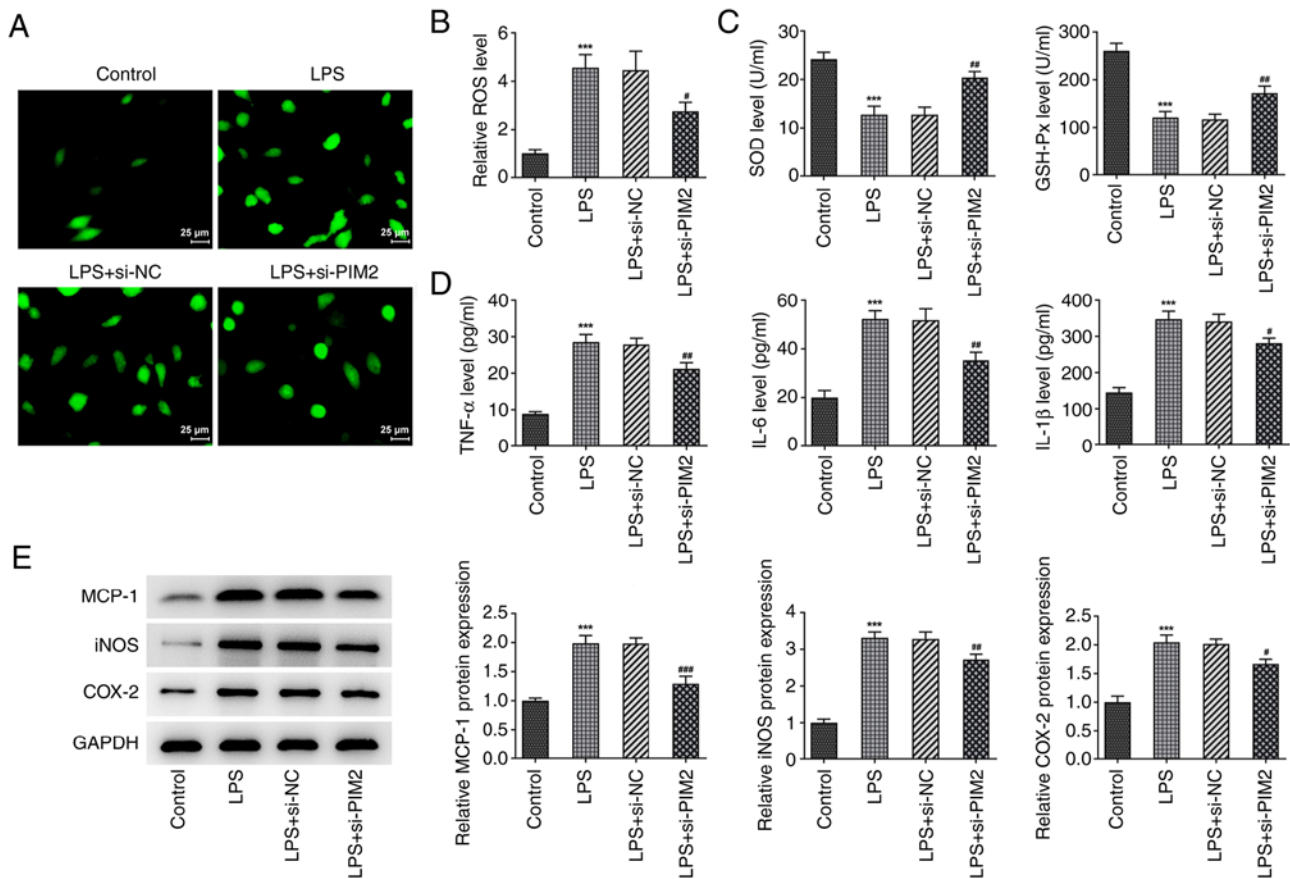 A
Control
LPS
25 µm
25 µm
LPS+si-NC
LPS+si-PIM2
25 µm
25 µm
B
Relative ROS level
8
6
4
2
0
***
#
Control
LPS
LPS+si-NC
LPS+si-PIM2
C
SOD level (U/ml)
30
20
10
0
***
##
Control
LPS
LPS+si-NC
LPS+si-PIM2
GSH-Px level (U/ml)
300
200
100
0
***
##
Control
LPS
LPS+si-NC
LPS+si-PIM2
D
TNF-α level (pg/ml)
40
30
20
10
0
***
##
Control
LPS
LPS+si-NC
LPS+si-PIM2
IL-6 level (pg/ml)
60
40
20
0
***
##
Control
LPS
LPS+si-NC
LPS+si-PIM2
IL-1β level (pg/ml)
400
300
200
100
0
***
#
Control
LPS
LPS+si-NC
LPS+si-PIM2
E
MCP-1
iNOS
COX-2
GAPDH
Control
LPS
LPS+si-NC
LPS+si-PIM2
Relative MCP-1 protein expression
2.5
2.0
1.5
1.0
0.5
0.0
***
###
Control
LPS
LPS+si-NC
LPS+si-PIM2
Relative iNOS protein expression
4
3
2
1
0
***
##
Control
LPS
LPS+si-NC
LPS+si-PIM2
Relative COX-2 protein expression
2.5
2.0
1.5
1.0
0.5
0.0
***
#
Control
LPS
LPS+si-NC
LPS+si-PIM2